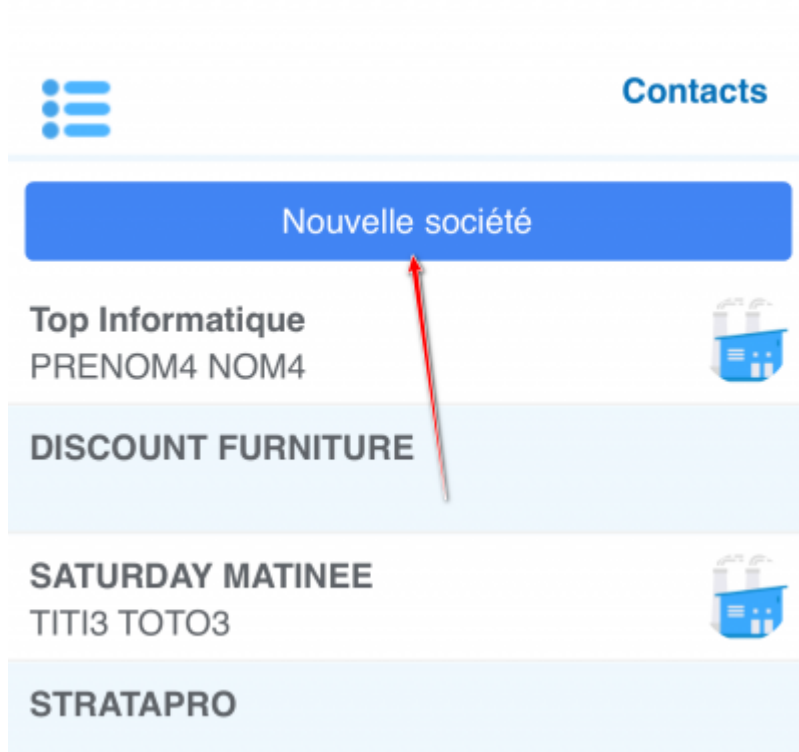 Contacts
Nouvelle société
Top Informatique
PRENOM4 NOM4
DISCOUNT FURNITURE
SATURDAY MATINEE
TITI3 TOTO3
STRATAPRO